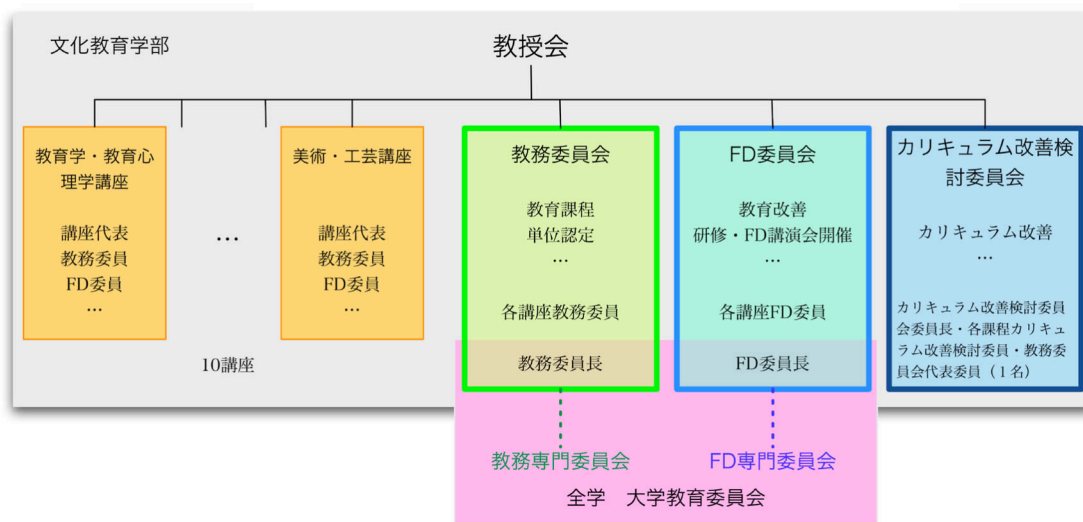 文化教育学部
教授会
教育学・教育心
理学講座
講座代表
教務委員
FD委員
…
…
美術・工芸講座
講座代表
教務委員
FD委員
…
10講座
教務委員会
教育課程
単位認定
…
各講座教務委員
教務委員長
FD委員会
教育改善
研修・FD講演会開催
…
各講座FD委員
FD委員長
カリキュラム改善検
討委員会
カリキュラム改善
…
カリキュラム改善検討委員
会委員長・各課程カリキュ
ラム改善検討委員・教務委
員会代表委員（1名）
教務専門委員会
FD専門委員会
全学　大学教育委員会